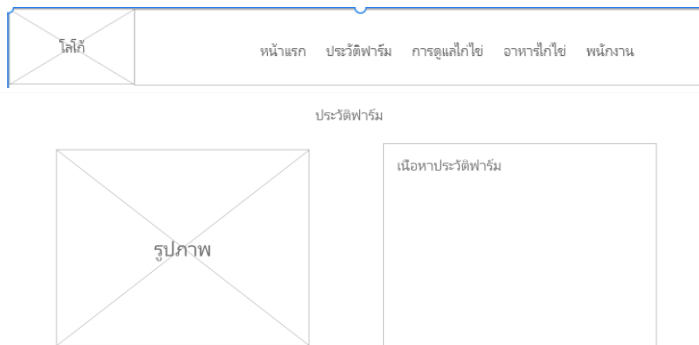 โลโก้
หน้าแรก ประวัติฟาร์ม การดูแลไก่ไข่ อาหารไก่ไข่ พนักงาน
ประวัติฟาร์ม
เนื้อหาประวัติฟาร์ม
รูปภาพ